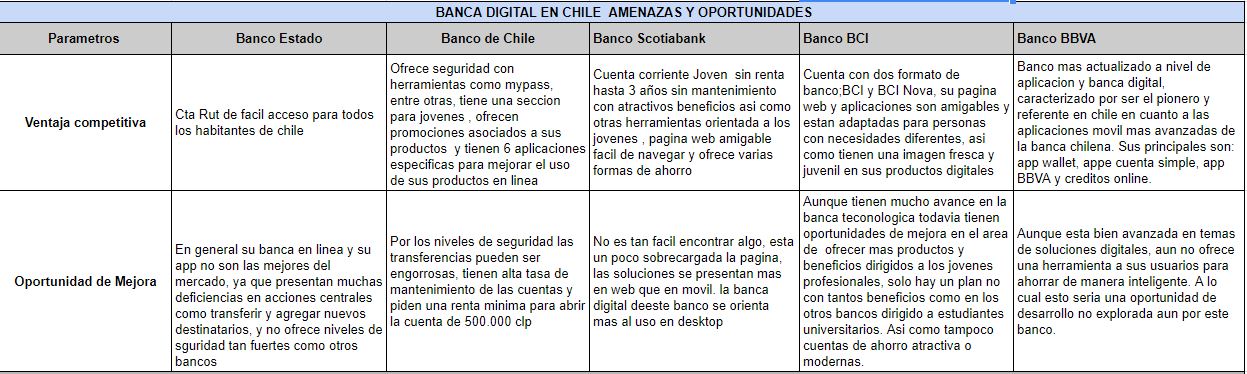 BANCA DIGITAL EN CHILE  AMENAZAS Y OPORTUNIDADES
Parametros
Banco Estado
Banco de Chile
Banco Scotiabank
Banco BCI
Banco BBVA
Ventaja competitiva
Cta Rut de facil acceso para todos
los habitantes de chile
Ofrece seguridad con
herramientas como mypass,
entre otras, tiene una seccion
para jovenes , ofrecen
promociones asociados a sus
productos  y tienen 6 aplicaciones
especificas para mejorar el uso
de sus productos en linea
Cuenta corriente Joven  sin renta
hasta 3 años sin mantenimiento
con atractivos beneficios asi como
otras herramientas orientada a los
jovenes , pagina web amigable
facil de navegar y ofrece varias
formas de ahorro
Cuenta con dos formato de
banco;BCI y BCI Nova, su pagina
web y aplicaciones son amigables y
estan adaptadas para personas
con necesidades diferentes, asi
como tienen una imagen fresca y
juvenil en sus productos digitales
Banco mas actualizado a nivel de
aplicacion y banca digital,
caracterizado por ser el pionero y
referente en chile en cuanto a las
aplicaciones movil mas avanzadas de
la banca chilena. Sus principales son:
app wallet, appe cuenta simple, app
BBVA y creditos online.
Oportunidad de Mejora
En general su banca en linea y su
app no son las mejores del
mercado, ya que presentan muchas
deficiencias en acciones centrales
como transferir y agregar nuevos
destinatarios, y no ofrece niveles de
sguridad tan fuertes como otros
bancos
Por los niveles de seguridad las
transferencias pueden ser
engorrosas, tienen alta tasa de
mantenimiento de las cuentas y
piden una renta minima para abrir
la cuenta de 500.000 clp
No es tan facil encontrar algo, esta
un poco sobrecargada la pagina,
las soluciones se presentan mas
en web que en movil. la banca
digital deeste banco se orienta
mas al uso en desktop
Aunque tienen mucho avance en la
banca teconologica todavia tienen
oportunidades de mejora en el area
de  ofrecer mas productos y
beneficios dirigidos a los jovenes
profesionales, solo hay un plan no
con tantos beneficios como en los
otros bancos dirigido a estudiantes
universitarios. Asi como tampoco
cuentas de ahorro atractiva o
modernas.
Aunque esta bien avanzada en temas
de soluciones digitales, aun no ofrece
una herramienta a sus usuarios para
ahorrar de manera inteligente. A lo
cual esto seria una oportunidad de
desarrollo no explorada aun por este
banco.